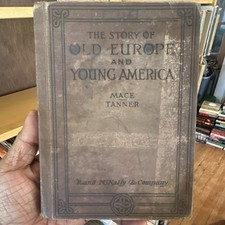 THE STORY OF
OLD EUROPE
AND
YOUNG AMERICA
MACE
TANNER
Rand McNally & Company